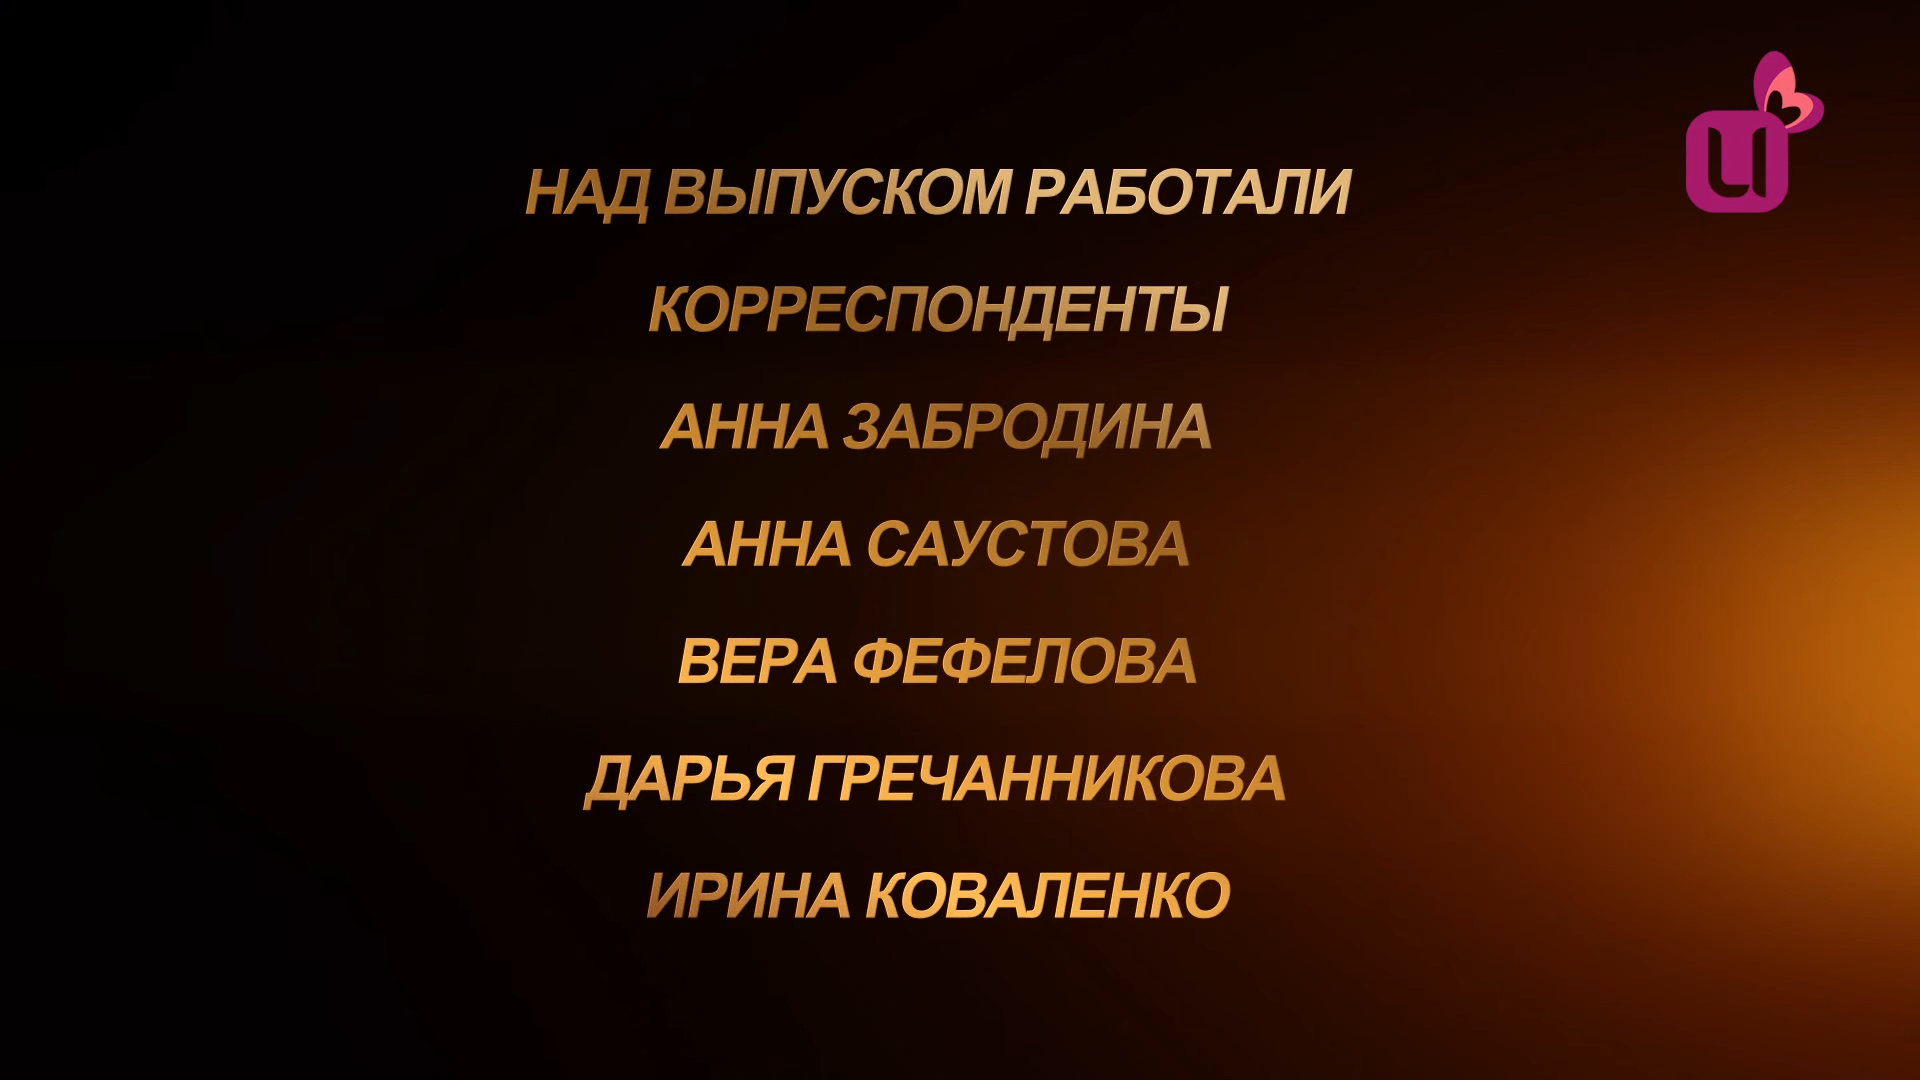 НАД ВЫПУСКОМ РАБОТАЛИ
КОРРЕСПОНДЕНТЫ
АННА ЗАБРОДИНА
АННА САУСТОВА
ВЕРА ФЕФЕЛОВА
ДАРЬЯ ГРЕЧАННИКОВА
ИРИНА КОВАЛЕНКО